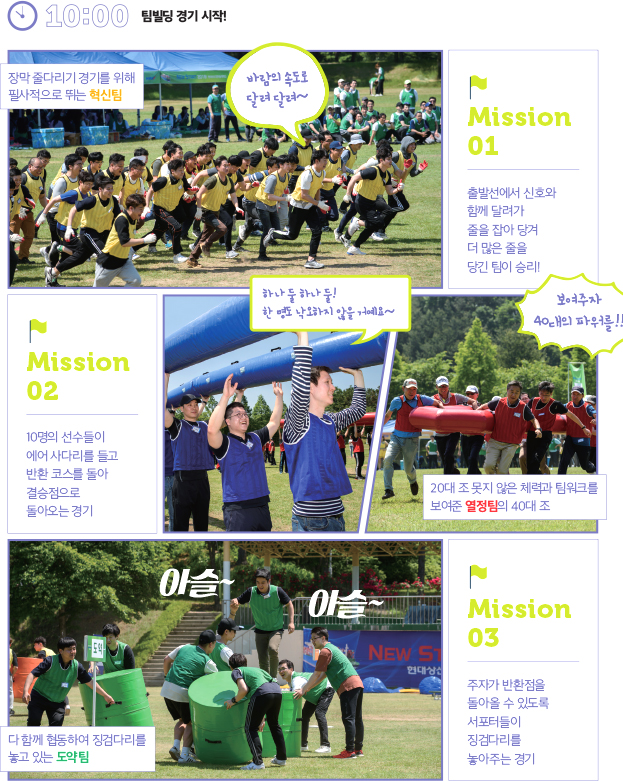 10:00 팀빌딩 경기 시작!
장막 줄다리기 경기를 위해
필사적으로 뛰는 혁신팀
바람의 속도로
달려 달려~
Mission
01
출발선에서 신호와
함께 달려가
줄을 잡아 당겨
더 많은 줄을
당긴 팀이 승리!
Mission
02
10명의 선수들이
에어 사다리를 들고
반환 코스를 돌아
결승점으로
돌아오는 경기
하나 둘 하나 둘!
한 명도 낙오하지 않을 거예요~
보여주자
40대의 파워를!!
20대 조 못지 않은 체력과 팀워크를
보여준 열정팀의 40대 조
아슬~
아슬~
도약
NEW ST
현대상선
다 함께 협동하여 징검다리를
놓고 있는 도약팀
Mission
03
주자가 반환점을
돌아올 수 있도록
서포터들이
징검다리를
놓아주는 경기